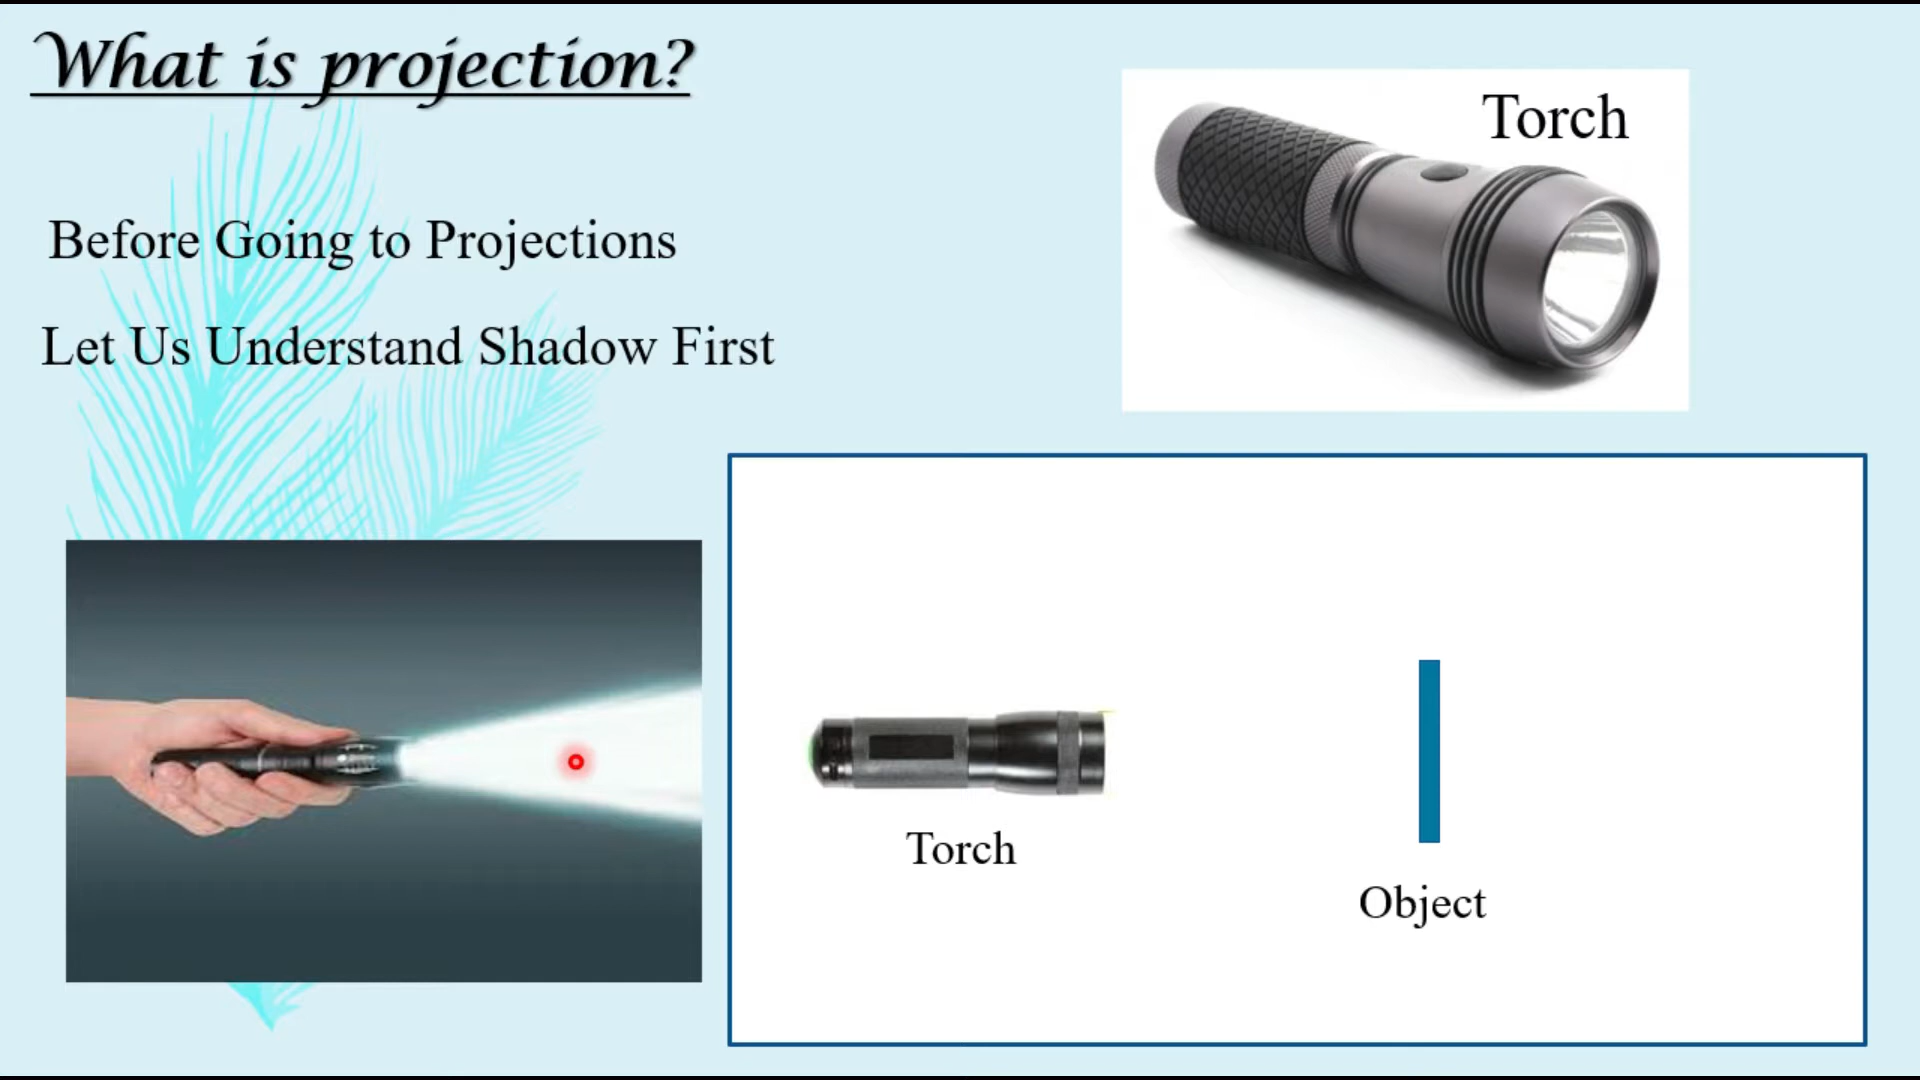 What is projection?
Torch
Before Going to Projections
Let Us Understand Shadow First
Torch
Object